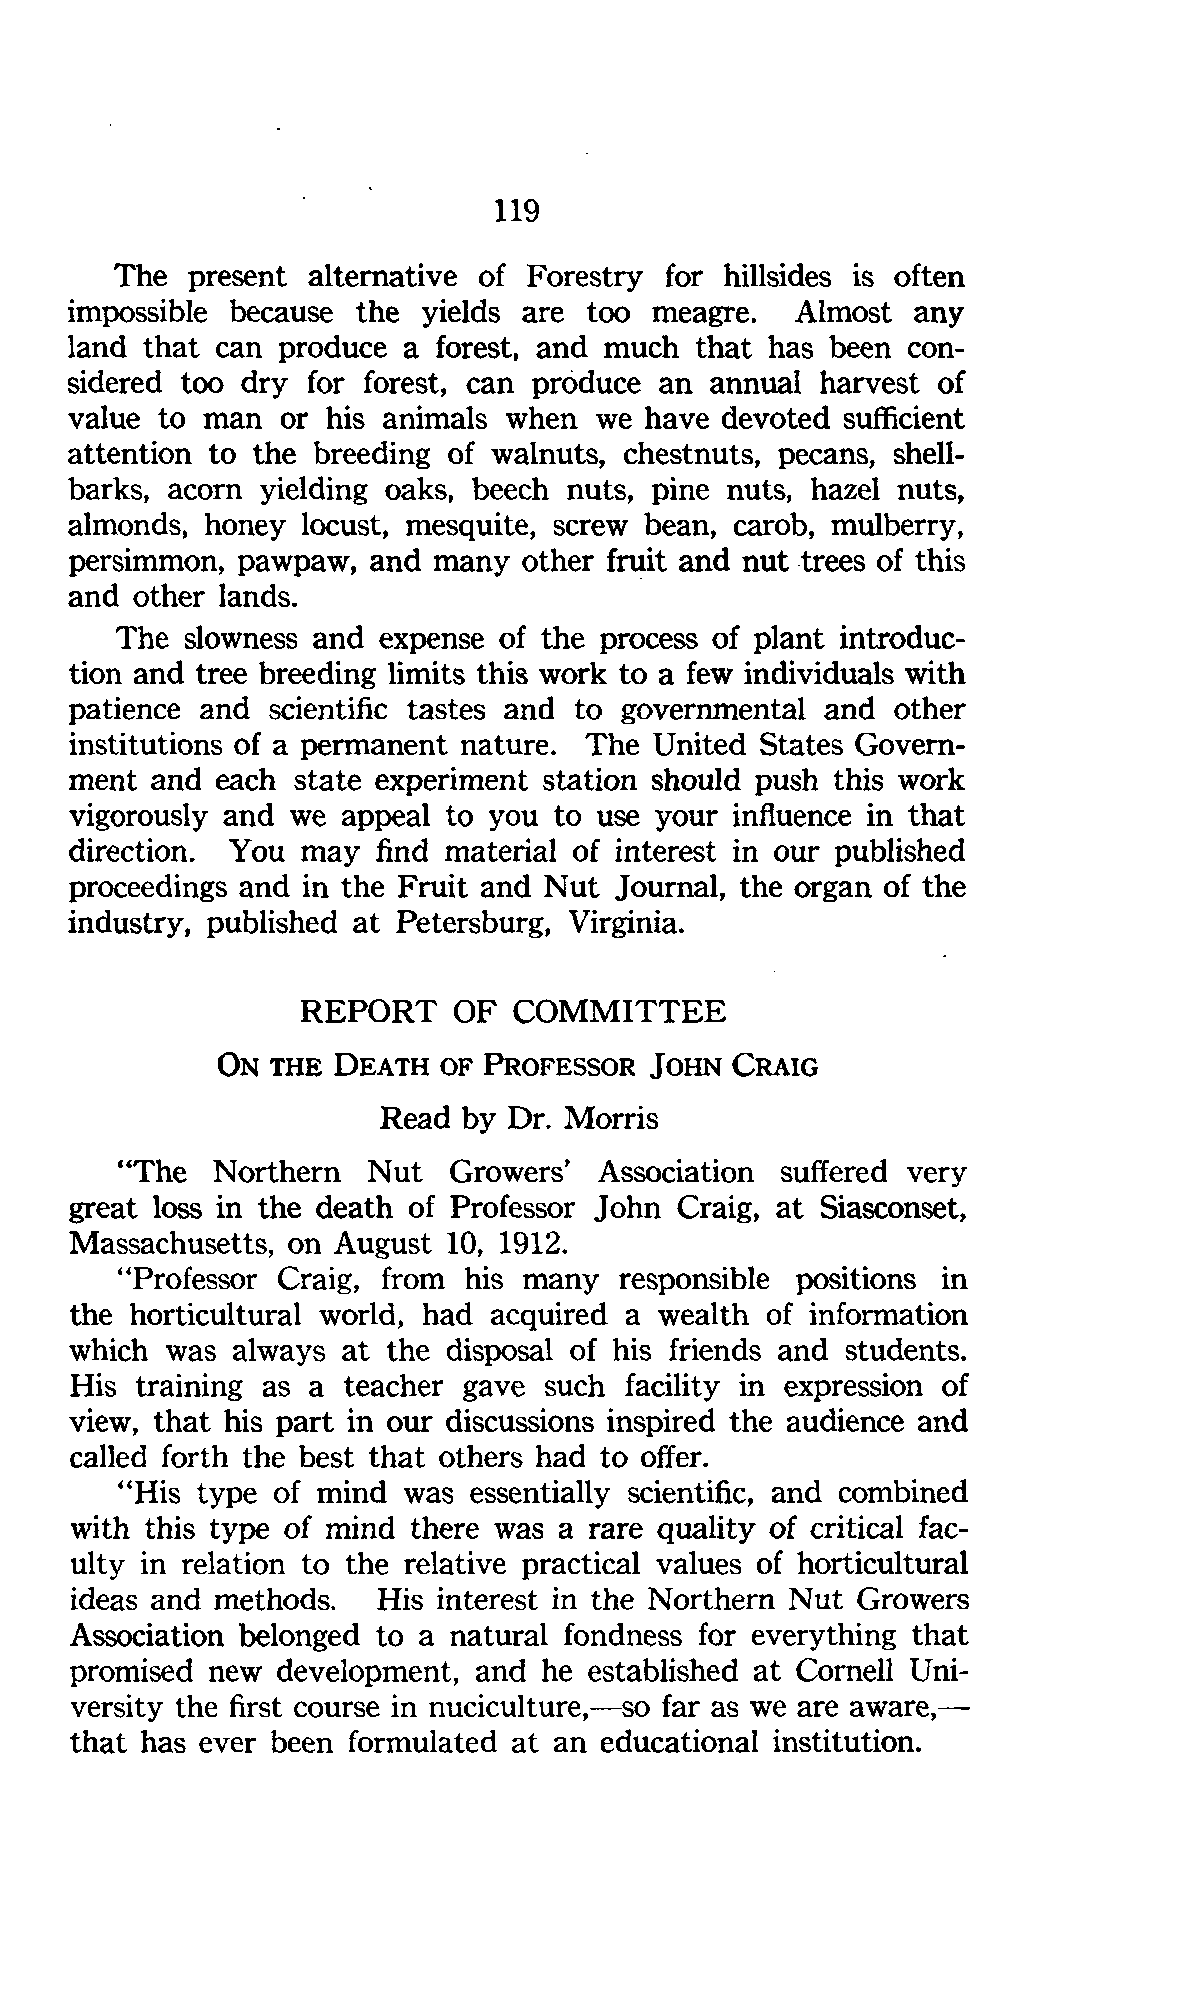 119
The present alternative of Forestry for hillsides is often
impossible because the yields are too meagre. Almost any
land that can produce a forest, and much that has been con-
sidered too dry for forest, can produce an annual harvest of
value to man or his animals when we have devoted sufficient
attention to the breeding of walnuts, chestnuts, pecans, shell-
barks, acorn yielding oaks, beech nuts, pine nuts, hazel nuts,
almonds, honey locust, mesquite, screw bean, carob, mulberry,
persimmon, pawpaw, and many other fruit and nut trees of this
and other lands.
The slowness and expense of the process of plant introduc-
tion and tree breeding limits this work to a few individuals with
patience and scientific tastes and to governmental and other
institutions of a permanent nature. The United States Govern-
ment and each state experiment station should push this work
vigorously and we appeal to you to use your influence in that
direction. You may find material of interest in our published
proceedings and in the Fruit and Nut Journal, the organ of the
industry, published at Petersburg, Virginia.
REPORT OF COMMITTEE
ON THE DEATH OF PROFESSOR JOHN CRAIG
Read by Dr. Morris
“The Northern Nut Growers’ Association suffered very
great loss in the death of Professor John Craig, at Siasconset,
Massachusetts, on August 10, 1912.
“Professor Craig, from his many responsible positions in
the horticultural world, had acquired a wealth of information
which was always at the disposal of his friends and students.
His training as a teacher gave such facility in expression of
view, that his part in our discussions inspired the audience and
called forth the best that others had to offer.
“His type of mind was essentially scientific, and combined
with this type of mind there was a rare quality of critical fac-
ulty in relation to the relative practical values of horticultural
ideas and methods. His interest in the Northern Nut Growers
Association belonged to a natural fondness for everything that
promised new development, and he established at Cornell Uni-
versity the first course in nuciculture,—so far as we are aware,—
that has ever been formulated at an educational institution.